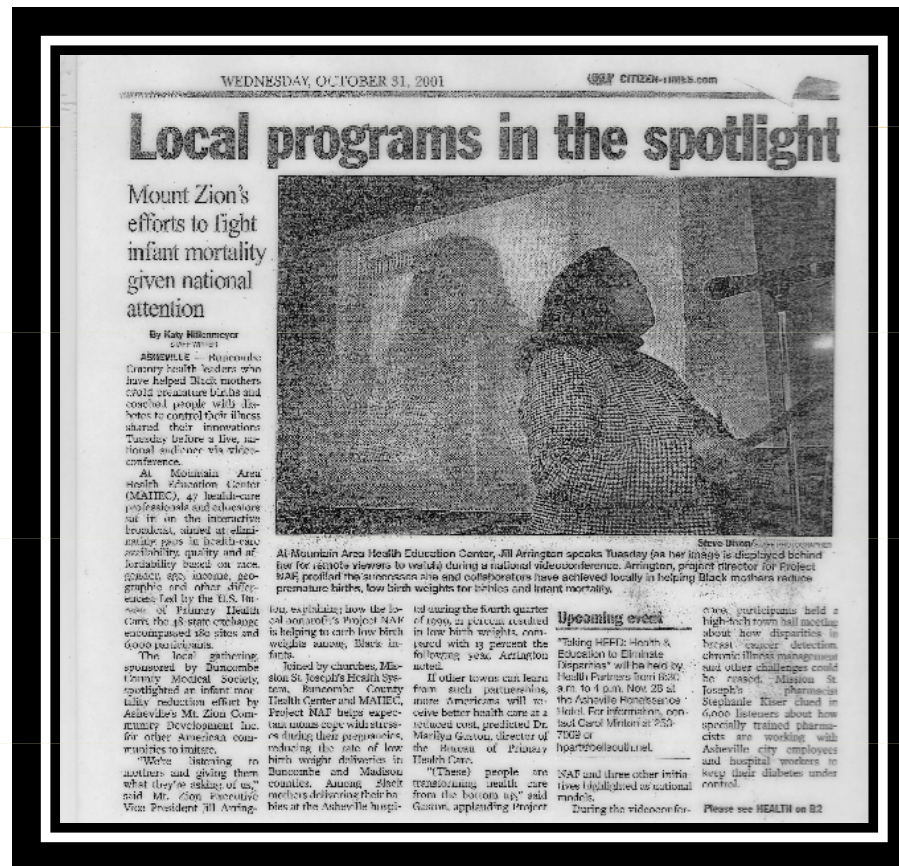 WEDNESDAY, OCTOBER 31, 2001
CITIZEN-TIMES.com
Local programs in the spotlight
Mount Zion's
efforts to fight
infant mortality
given national
attention
By Katy Hillenmeyer
STAFF WRITER
ASHEVILLE — Buncombe
County health leaders who
have helped Black mothers
avoid premature births and
coached people with dia-
betes to control their illness
shared their innovations
Tuesday before a live, na-
tional audience via video-
conference.
At Mountain Area
Health Education Center
(MAHEC), 47 health-care
professionals and educators
sat in on the interactive
broadcast, aimed at elimi-
nating gaps in health-care
availability, quality and af-
fordability based on race,
gender, age, income, geo-
graphic and other differ-
ences. Led by the U.S. Bu-
reau of Primary Health
Care, the 48-state exchange
encompassed 180 sites and
6,000 participants.
The local gathering,
sponsored by Buncombe
County Medical Society,
spotlighted an infant mor-
tality reduction effort by
Asheville's Mt. Zion Com-
munity Development Inc.
for other American com-
munities to imitate.
"We're listening to
mothers and giving them
what they're asking of us,"
said Mt. Zion Executive
Vice President Jill Arring-
Steve Dixon/STAFF PHOTOGRAPHER
At Mountain Area Health Education Center, Jill Arrington speaks Tuesday (as her image is displayed behind
her for remote viewers to watch) during a national videoconference. Arrington, project director for Project
NAF, profiled the successes she and collaborators have achieved locally in helping Black mothers reduce
premature births, low birth weights for babies and infant mortality.
ton, explaining how the lo-
cal nonprofit's Project NAF
is helping to curb low birth
weights among Black in-
fants.
Joined by churches, Mis-
sion St. Joseph's Health Sys-
tem, Buncombe County
Health Center and MAHEC,
Project NAF helps expec-
tant moms cope with stress-
es during their pregnancies,
reducing the rate of low
birth weight deliveries in
Buncombe and Madison
counties. Among Black
mothers delivering their ba-
bies at the Asheville hospi-
tal during the fourth quarter
of 1999, 21 percent resulted
in low birth weights, com-
pared with 13 percent the
following year, Arrington
noted.
If other towns can learn
from such partnerships,
more Americans will re-
ceive better health care at a
reduced cost, predicted Dr.
Marilyn Gaston, director of
the Bureau of Primary
Health Care.
"(These) people are
transforming health care
from the bottom up," said
Gaston, applauding Project
Upcoming event
"Taking HEED: Health &
Education to Eliminate
Disparities" will be held by
Health Partners from 8:30
a.m. to 4 p.m. Nov. 28 at
the Asheville Renaissance
Hotel. For information, con-
tact Carol Minton at
NAF and three other initia-
tives highlighted as national
models.
During the videoconfer-
ence, participants held a
high-tech town hall meeting
about how disparities in
breast cancer detection,
chronic illness management
and other challenges could
be erased. Mission St.
Joseph's pharmacist
Stephanie Kiser clued in
6,000 listeners about how
specially trained pharma-
cists are working with
Asheville city employees
and hospital workers to
keep their diabetes under
control.
Please see HEALTH on B2